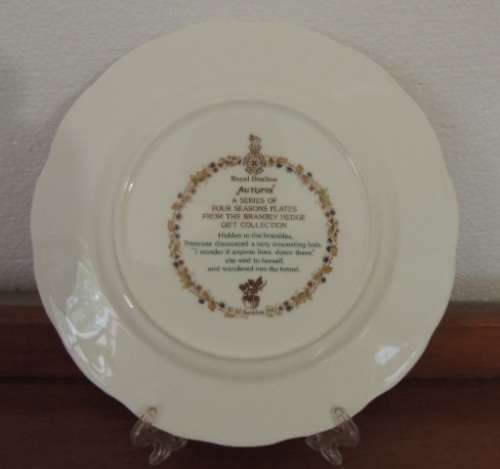 Royal Doulton
AUTUMN
A SERIES OF
FOUR SEASONS PLATES
FROM THE BRAMBLY HEDGE
GIFT COLLECTION
Hidden in the brambles,
Primrose discovered a very interesting hole.
"I wonder if anyone lives down there,"
she said to herself,
and wandered into the tunnel.